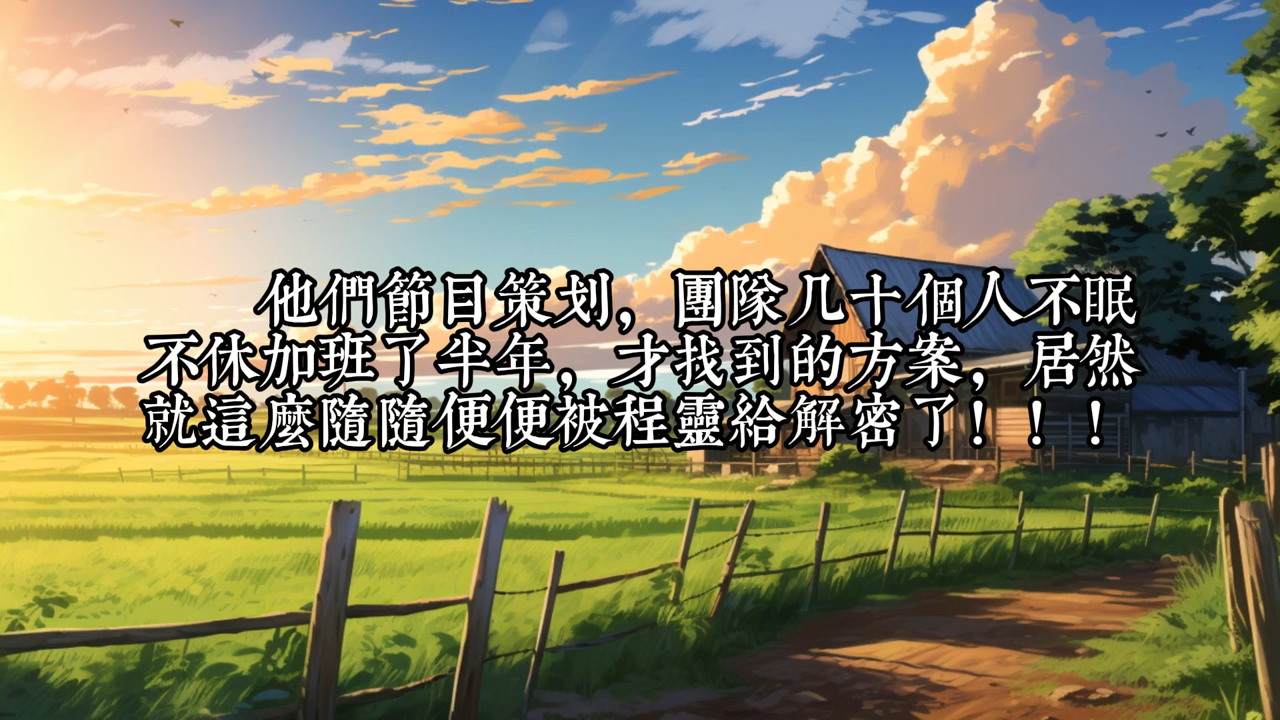 他們節目策划，團隊几十個人不眠
不休加班了半年，才找到的方案，居然
就這麼隨隨便便被程靈給解密了！！！